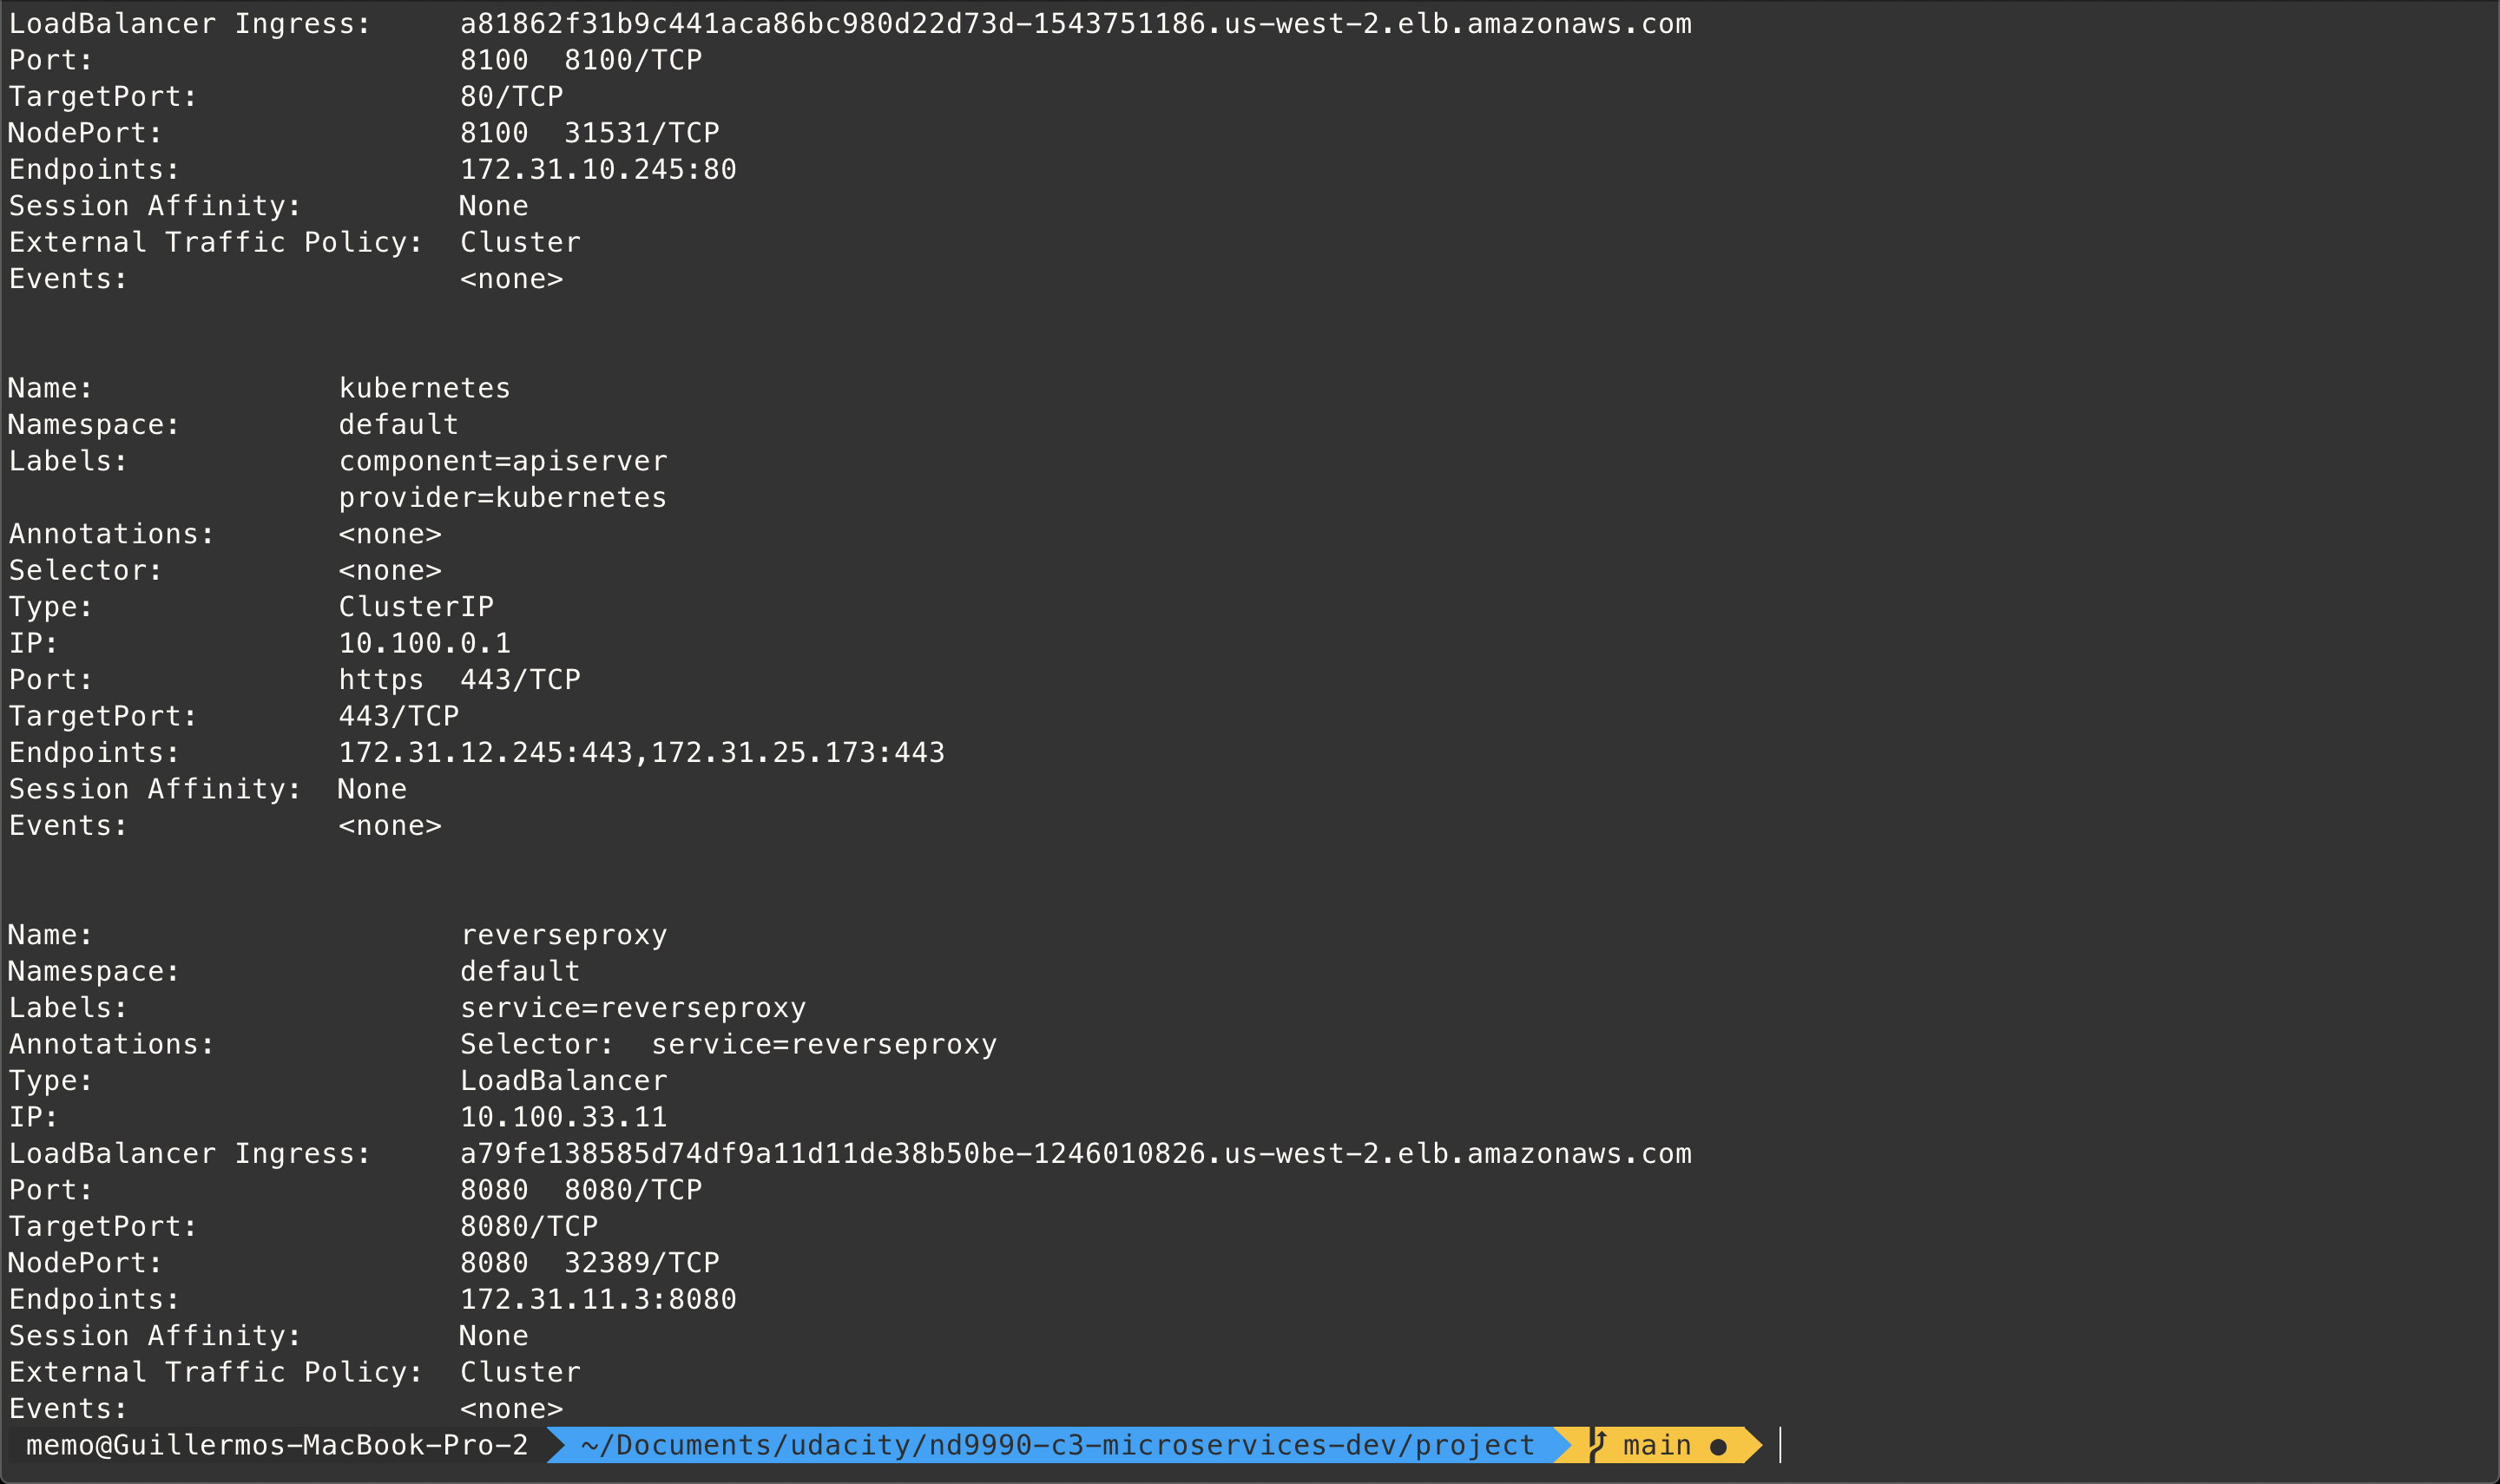 LoadBalancer Ingress:     a81862f31b9c441aca86bc980d22d73d-1543751186.us-west-2.elb.amazonaws.com
Port:                     8100  8100/TCP
TargetPort:               80/TCP
NodePort:                 8100  31531/TCP
Endpoints:                172.31.10.245:80
Session Affinity:         None
External Traffic Policy:  Cluster
Events:                   <none>
Name:              kubernetes
Namespace:         default
Labels:            component=apiserver
                   provider=kubernetes
Annotations:       <none>
Selector:          <none>
Type:              ClusterIP
IP:                10.100.0.1
Port:              https  443/TCP
TargetPort:        443/TCP
Endpoints:         172.31.12.245:443,172.31.25.173:443
Session Affinity:  None
Events:            <none>
Name:                     reverseproxy
Namespace:                default
Labels:                   service=reverseproxy
Annotations:              Selector:  service=reverseproxy
Type:                     LoadBalancer
IP:                       10.100.33.11
LoadBalancer Ingress:     a79fe138585d74df9a11d11de38b50be-1246010826.us-west-2.elb.amazonaws.com
Port:                     8080  8080/TCP
TargetPort:               8080/TCP
NodePort:                 8080  32389/TCP
Endpoints:                172.31.11.3:8080
Session Affinity:         None
External Traffic Policy:  Cluster
Events:                   <none>
memo@Guillermos-MacBook-Pro-2 ~/Documents/udacity/nd9990-c3-microservices-dev/project main ●